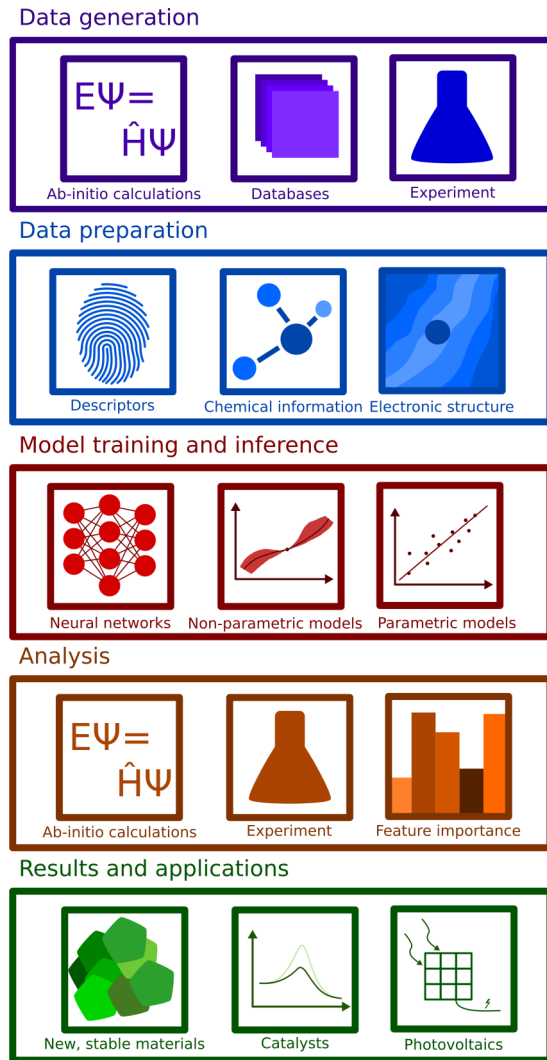 Data generation
EΨ=
ĤΨ
Ab-initio calculations
Databases
Experiment
Data preparation
Descriptors
Chemical information
Electronic structure
Model training and inference
Neural networks
Non-parametric models
Parametric models
Analysis
EΨ=
ĤΨ
Ab-initio calculations
Experiment
Feature importance
Results and applications
New, stable materials
Catalysts
Photovoltaics